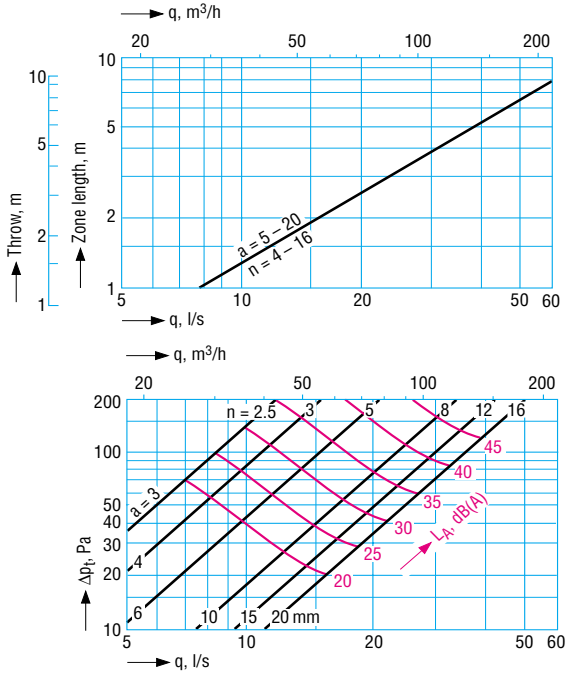 q, m³/h
20 50 100 200
10 10
5 5
2 2
1 1
Throw, m
Zone length, m
a = 5 – 20
n = 4 – 16
5 10 20 50 60
q, l/s
q, m³/h
20 50 100 200
200 n = 2.5 3 5 8 12 16
45
100
40
a = 3
35
50
L_A, dB(A)
40
30
30 4
25
20
20
Δpₜ, Pa
6 10 15 20 mm
10
5 10 20 50 60
q, l/s